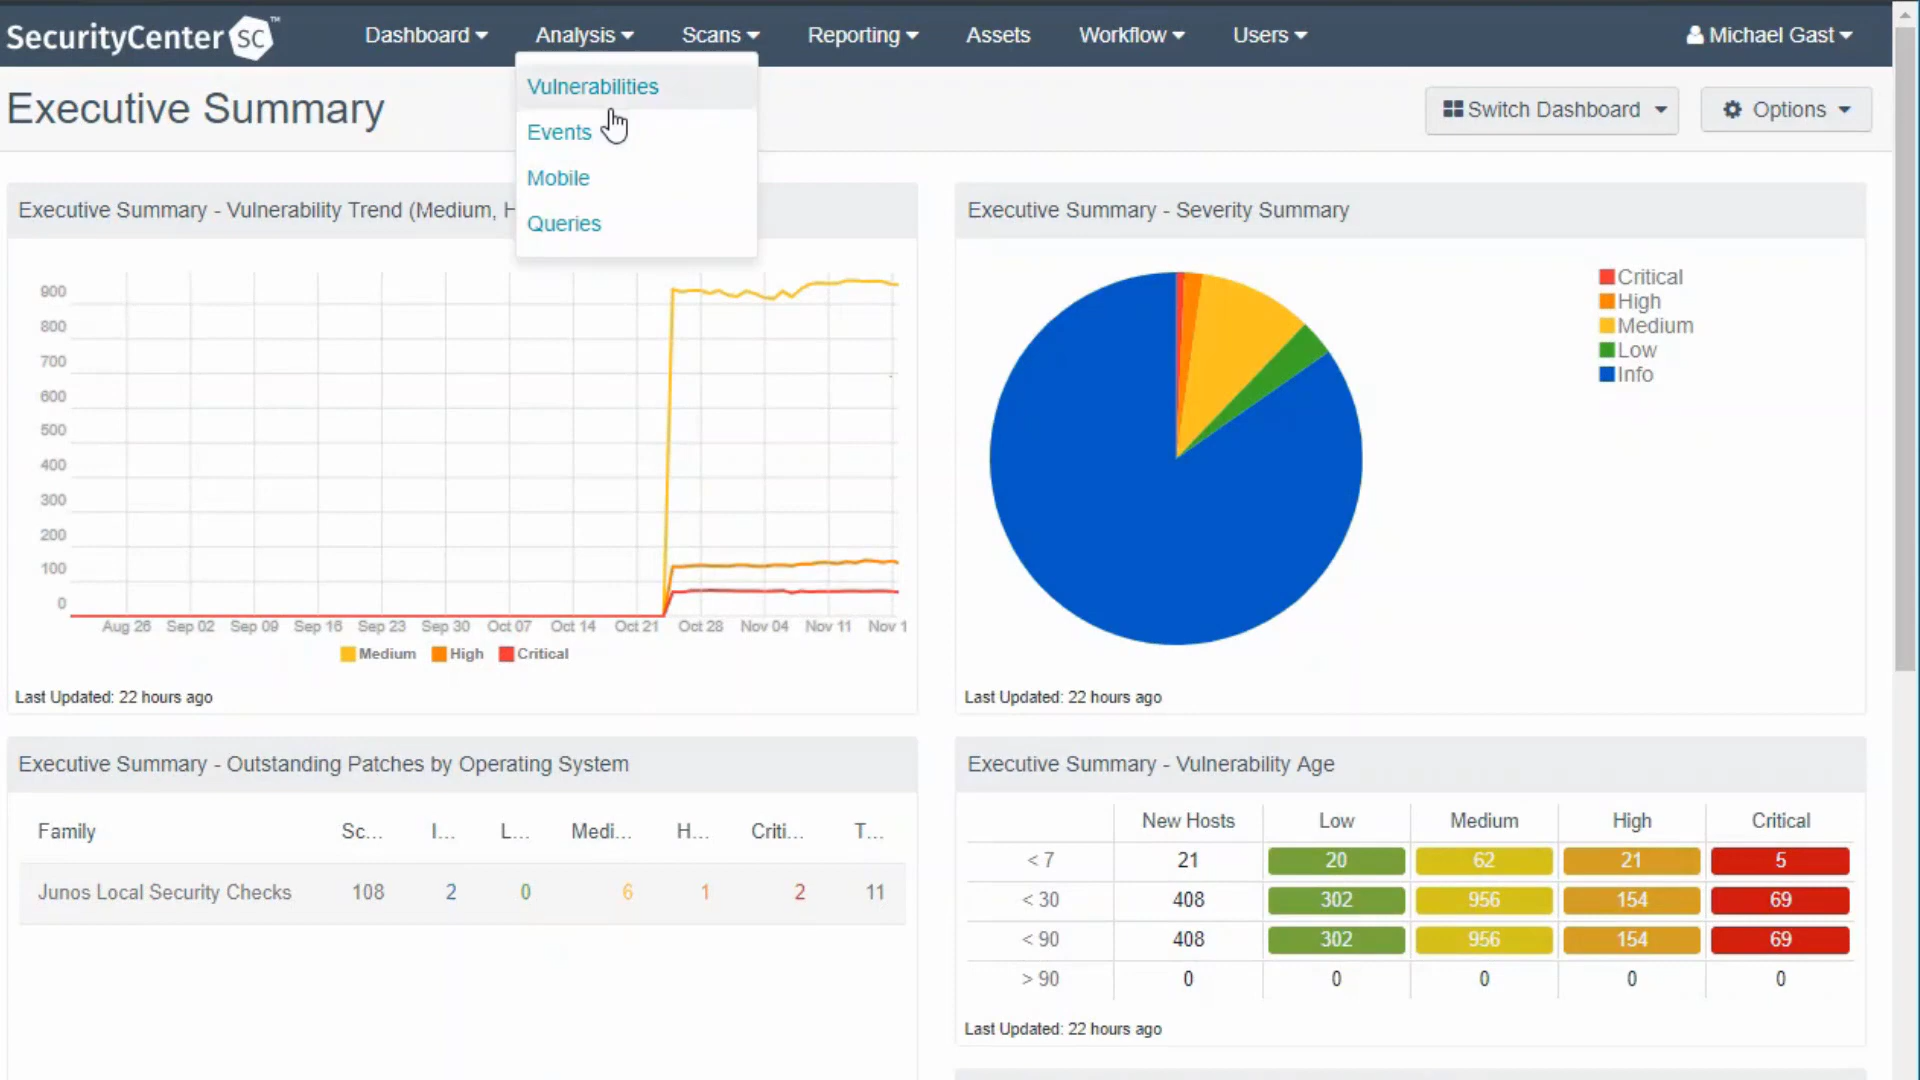 SecurityCenter SC™
Dashboard
Analysis
Scans
Reporting
Assets
Workflow
Users
Michael Gast
Vulnerabilities
Events
Mobile
Queries
Executive Summary
Switch Dashboard
Options
Executive Summary - Vulnerability Trend (Medium, H
900
800
700
600
500
400
300
200
100
0
Aug 26 Sep 02 Sep 09 Sep 16 Sep 23 Sep 30 Oct 07 Oct 14 Oct 21 Oct 28 Nov 04 Nov 11 Nov 1
Medium High Critical
Last Updated: 22 hours ago
Executive Summary - Severity Summary
Critical
High
Medium
Low
Info
Last Updated: 22 hours ago
Executive Summary - Outstanding Patches by Operating System
Family Sc... I... L... Medi... H... Criti... T...
Junos Local Security Checks 108 2 0 6 1 2 11
Executive Summary - Vulnerability Age
New Hosts Low Medium High Critical
< 7 21 20 62 21 5
< 30 408 302 956 154 69
< 90 408 302 956 154 69
> 90 0 0 0 0 0
Last Updated: 22 hours ago